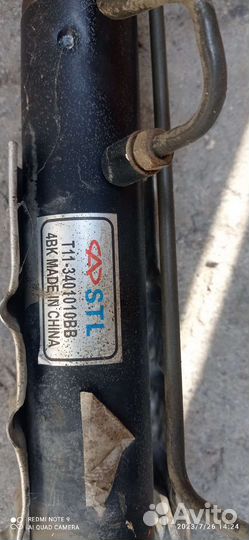 STL
T11-3401010BB
4BK MADE IN CHINA
REDMI NOTE 9
AI QUAD CAMERA
2023/7/26 14:24
Avito